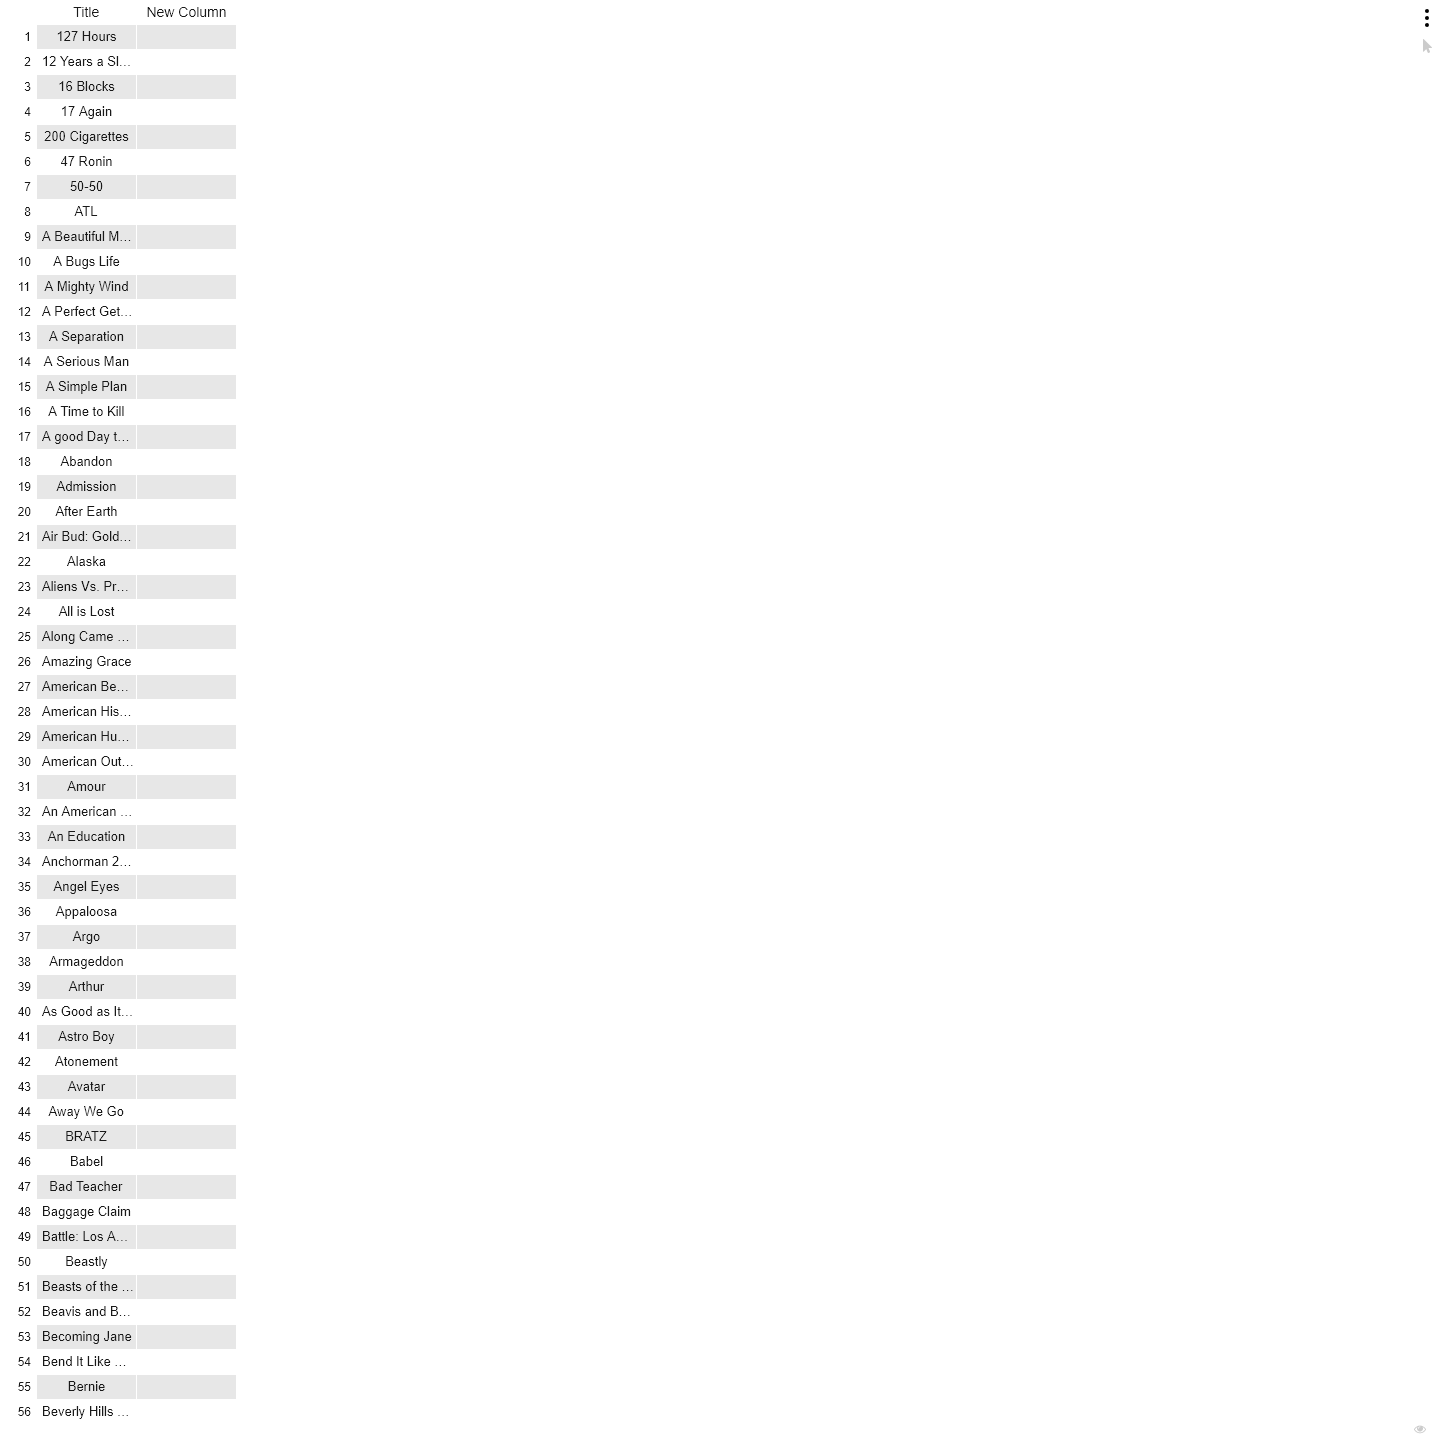 Title New Column
1 127 Hours
2 12 Years a Sl...
3 16 Blocks
4 17 Again
5 200 Cigarettes
6 47 Ronin
7 50-50
8 ATL
9 A Beautiful M...
10 A Bugs Life
11 A Mighty Wind
12 A Perfect Get...
13 A Separation
14 A Serious Man
15 A Simple Plan
16 A Time to Kill
17 A good Day t...
18 Abandon
19 Admission
20 After Earth
21 Air Bud: Gold...
22 Alaska
23 Aliens Vs. Pr...
24 All is Lost
25 Along Came ...
26 Amazing Grace
27 American Be...
28 American His...
29 American Hu...
30 American Out...
31 Amour
32 An American ...
33 An Education
34 Anchorman 2...
35 Angel Eyes
36 Appaloosa
37 Argo
38 Armageddon
39 Arthur
40 As Good as It...
41 Astro Boy
42 Atonement
43 Avatar
44 Away We Go
45 BRATZ
46 Babel
47 Bad Teacher
48 Baggage Claim
49 Battle: Los A...
50 Beastly
51 Beasts of the ...
52 Beavis and B...
53 Becoming Jane
54 Bend It Like ...
55 Bernie
56 Beverly Hills ...